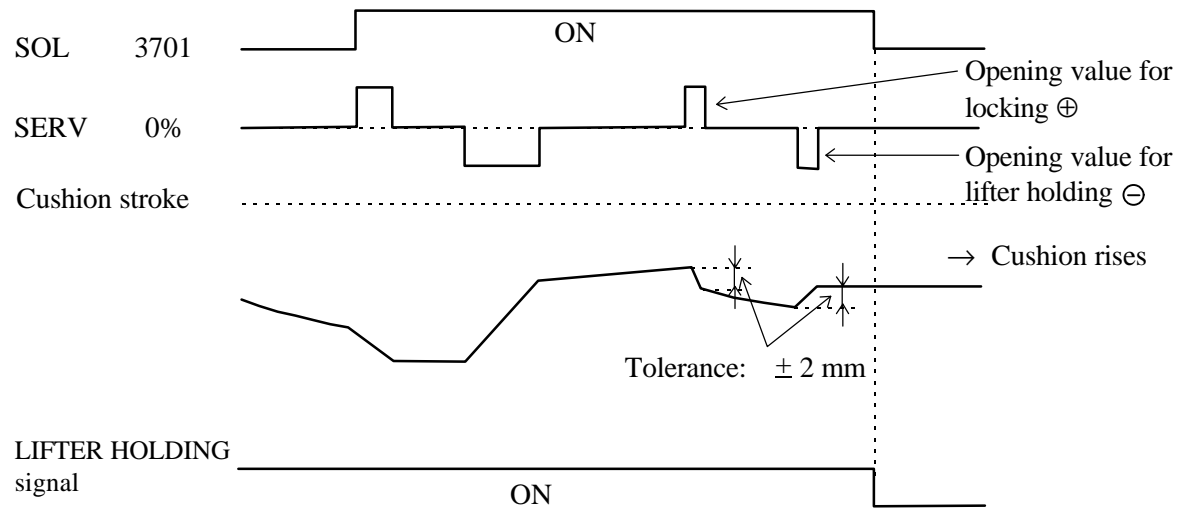 SOL 3701
ON
SERV 0%
Opening value for
locking ⊕
Opening value for
lifter holding ⊖
Cushion stroke
→ Cushion rises
Tolerance: ± 2 mm
LIFTER HOLDING
signal
ON